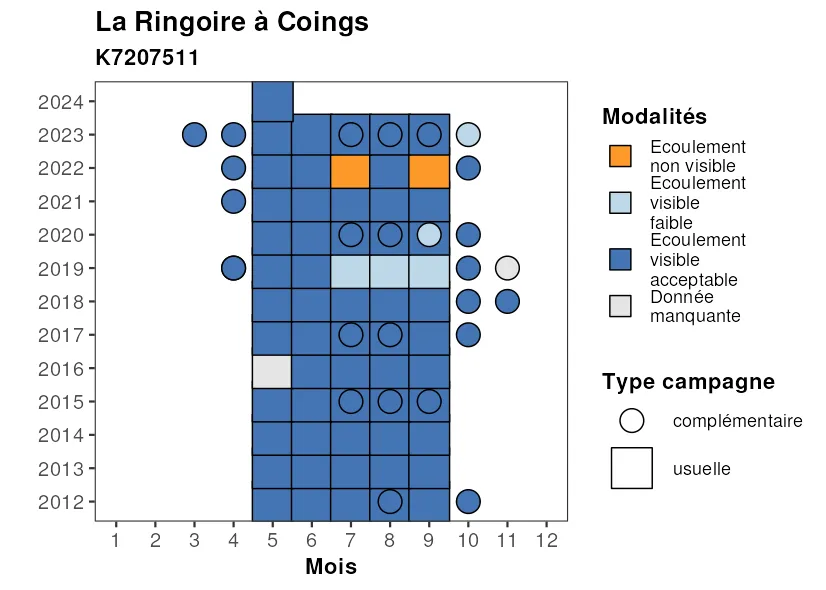 La Ringoire à Coings
K7207511
2024
2023
2022
2021
2020
2019
2018
2017
2016
2015
2014
2013
2012
1 2 3 4 5 6 7 8 9 10 11 12
Mois
Modalités
Ecoulement
non visible
Ecoulement
visible
faible
Ecoulement
visible
acceptable
Donnée
manquante
Type campagne
complémentaire
usuelle